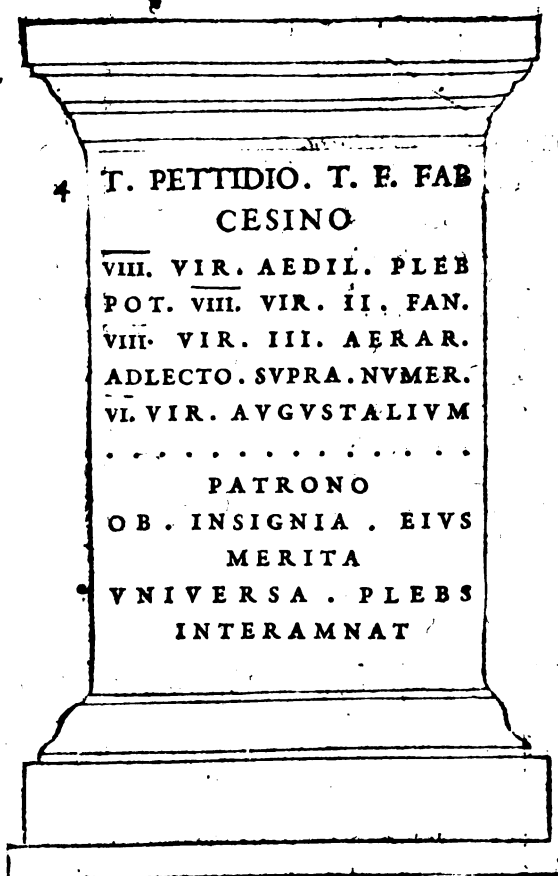 4
T. PETTIDIO. T. F. FAB
CESINO
VIII. VIR. AEDIL. PLEB
POT. VIII. VIR. II. FAN.
VIII. VIR. III. AERAR.
ADLECTO. SVPRA. NVMER.
VI. VIR. AVGVSTALIVM
. . . . . . . . . . . . . . .
PATRONO
OB. INSIGNIA. EIVS
MERITA
VNIVERSA. PLEBS
INTERAMNAT